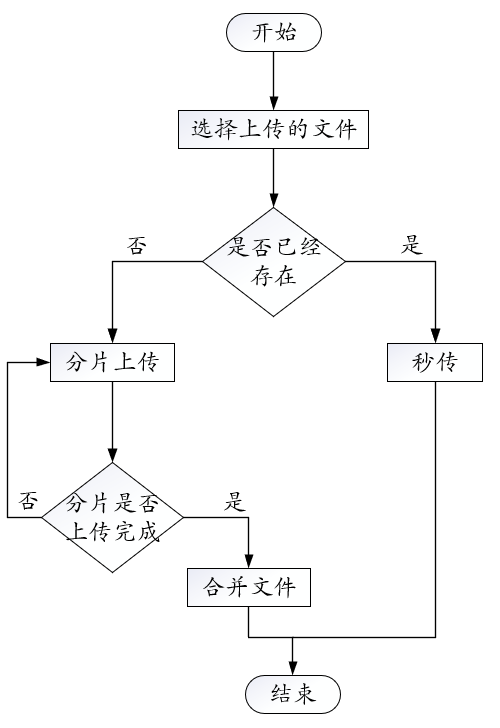 开始
选择上传的文件
是否已经
存在
否
是
分片上传
秒传
分片是否
上传完成
否
是
合并文件
结束